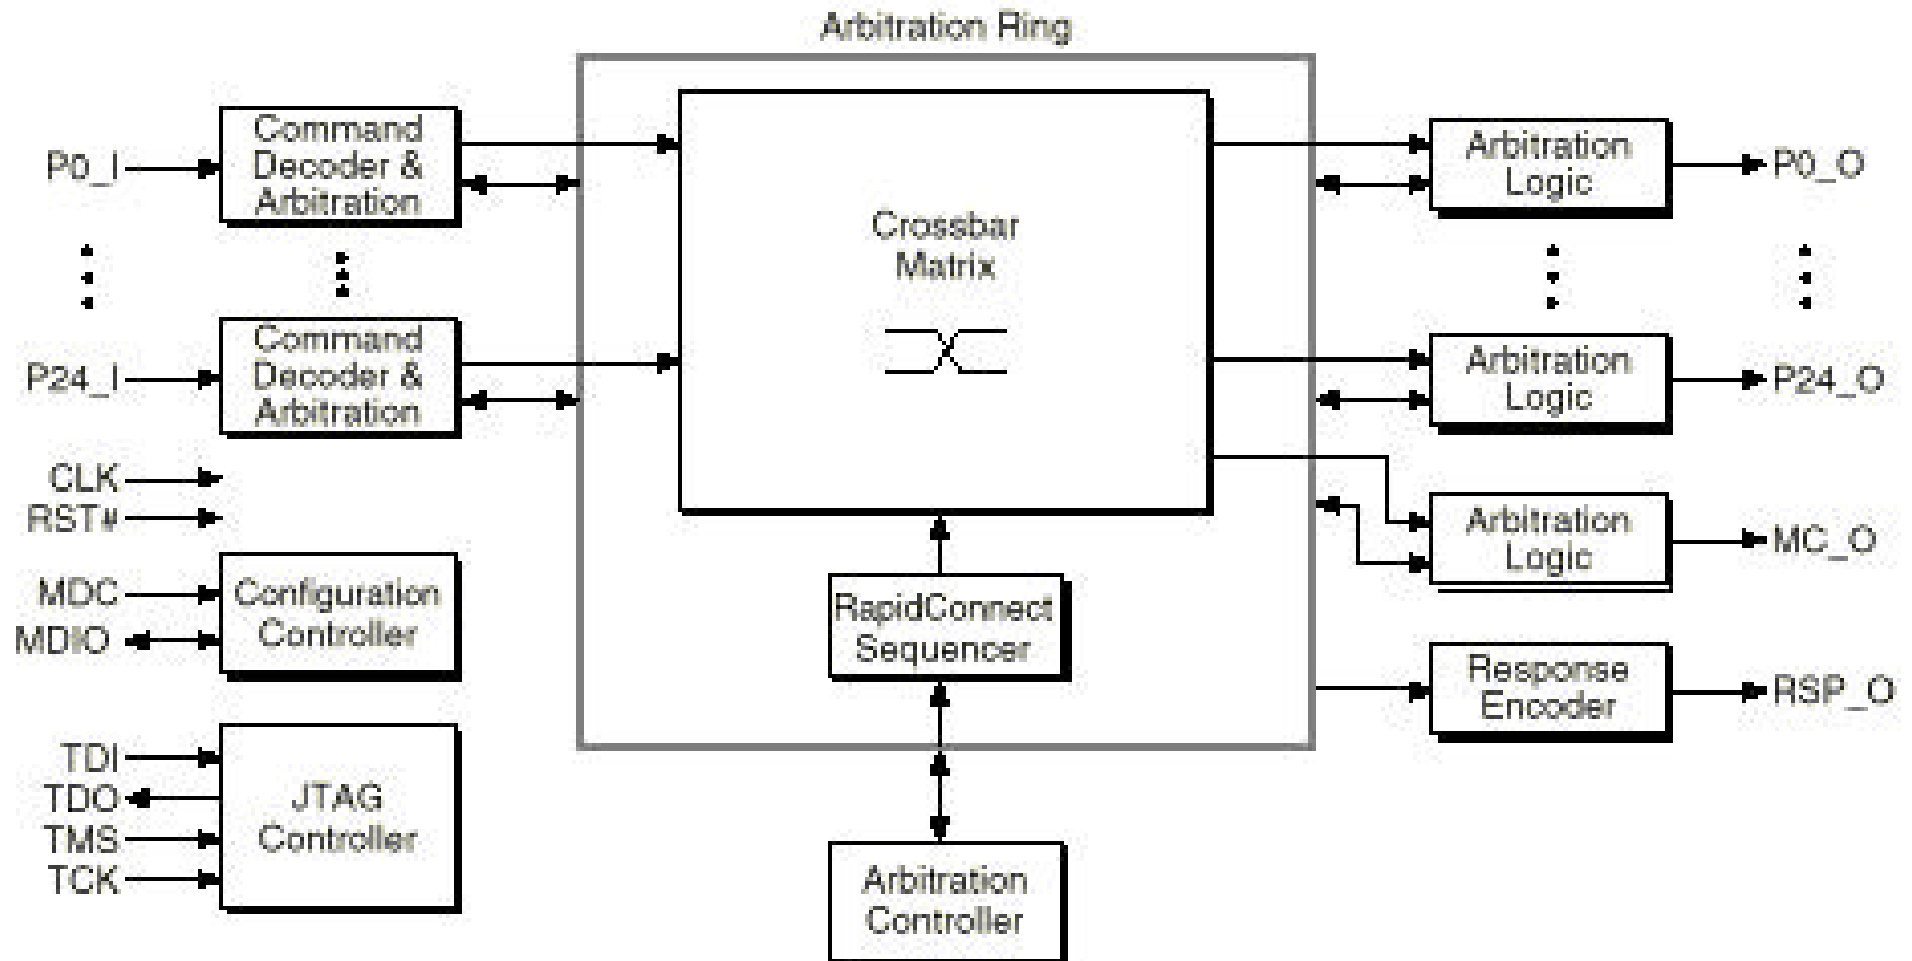 Arbitration Ring
P0_I
Command
Decoder &
Arbitration
Crossbar
Matrix
Arbitration
Logic
P0_O
P24_I
Command
Decoder &
Arbitration
Arbitration
Logic
P24_O
CLK
RST#
Arbitration
Logic
MC_O
MDC
MDIO
Configuration
Controller
RapidConnect
Sequencer
Response
Encoder
RSP_O
TDI
TDO
TMS
TCK
JTAG
Controller
Arbitration
Controller